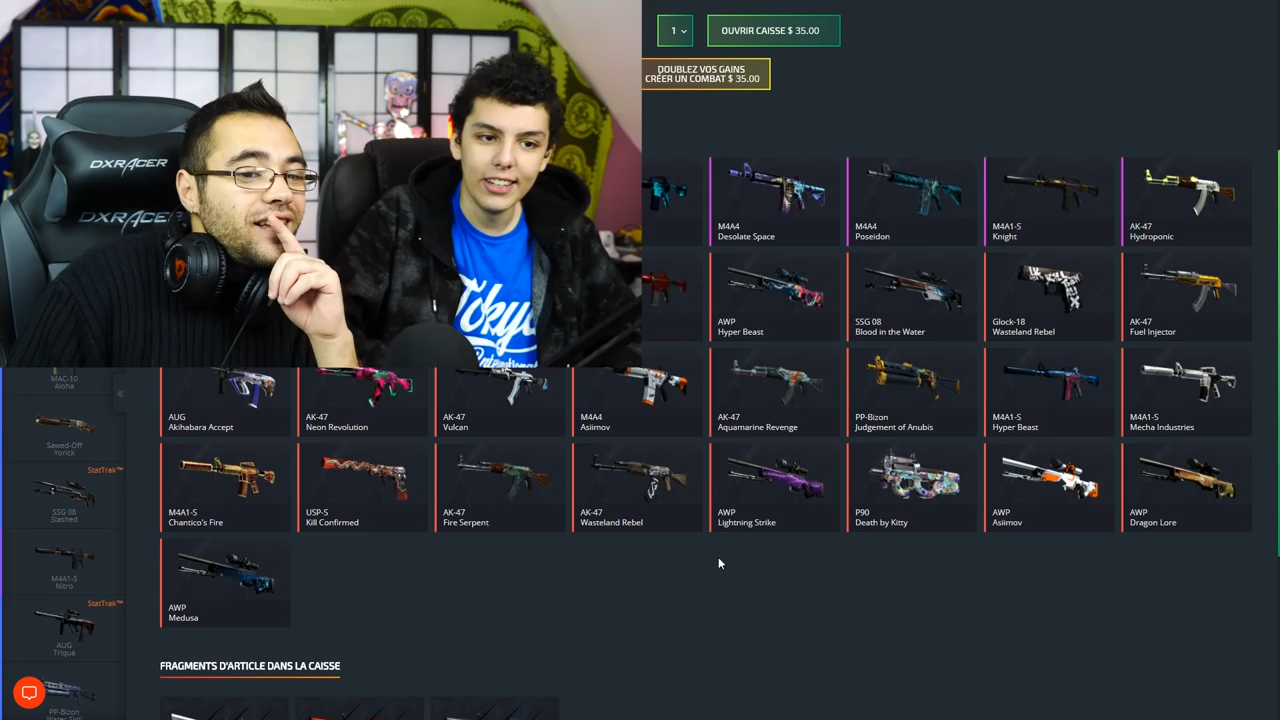 1
OUVRIR CAISSE $ 35.00
DOUBLEZ VOS GAINS
CRÉER UN COMBAT $ 35.00
DXRACER
DXRACER
Tokyo
International
M4A4
Desolate Space
M4A4
Poseidon
M4A1-S
Knight
AK-47
Hydroponic
AWP
Hyper Beast
SSG 08
Blood in the Water
Glock-18
Wasteland Rebel
AK-47
Fuel Injector
AUG
Akihabara Accept
AK-47
Neon Revolution
AK-47
Vulcan
M4A4
Asiimov
AK-47
Aquamarine Revenge
PP-Bizon
Judgement of Anubis
M4A1-S
Hyper Beast
M4A1-S
Mecha Industries
M4A1-S
Chantico's Fire
USP-S
Kill Confirmed
AK-47
Fire Serpent
AK-47
Wasteland Rebel
AWP
Lightning Strike
P90
Death by Kitty
AWP
Asiimov
AWP
Dragon Lore
AWP
Medusa
FRAGMENTS D'ARTICLE DANS LA CAISSE
MAC-10
Aloha
Sawed-Off
Yorick
StatTrak™
SSG 08
Slashed
M4A1-S
Nitro
StatTrak™
AUG
Triqua
PP-Bizon
Water Sigil